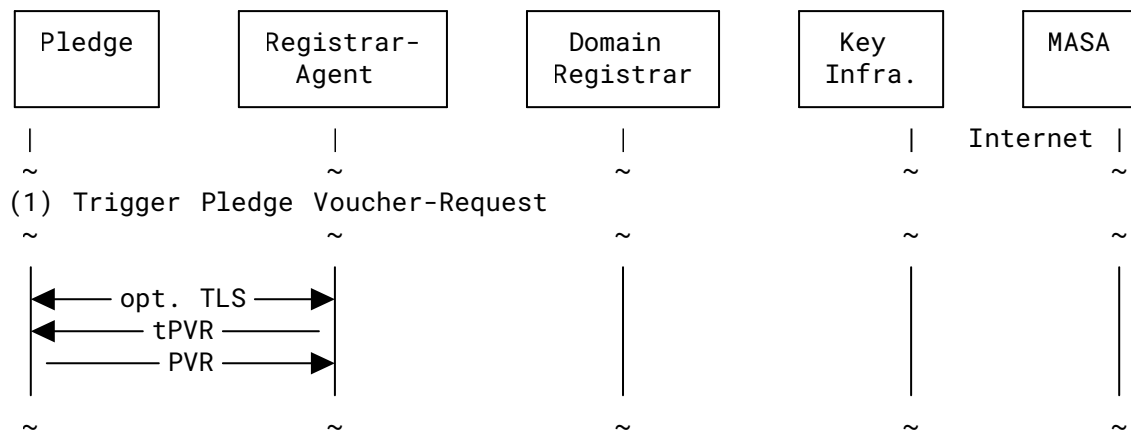 Pledge Registrar- Domain Key MASA
Agent Registrar Infra.
| | | | Internet |
~ ~ ~ ~ ~
(1) Trigger Pledge Voucher-Request
~ ~ ~ ~ ~
opt. TLS
tPVR
PVR
~ ~ ~ ~ ~